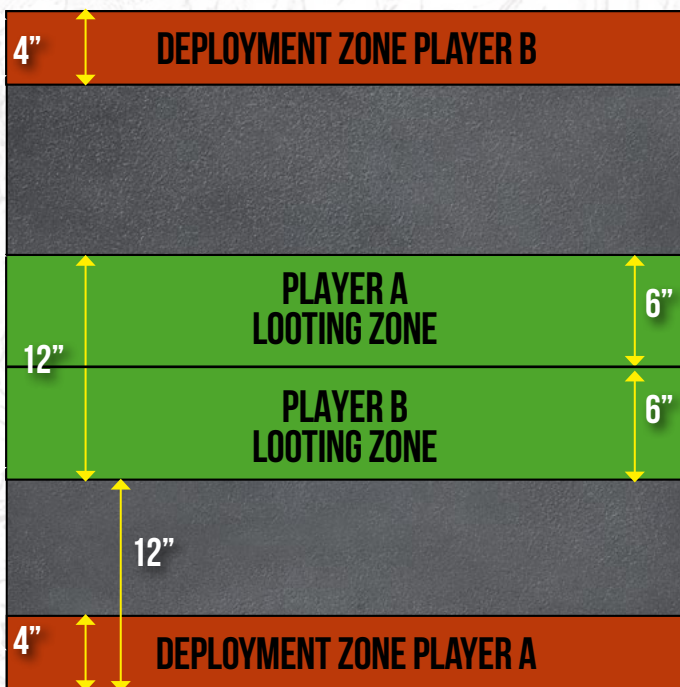 4” DEPLOYMENT ZONE PLAYER B
PLAYER A
LOOTING ZONE
6”
12”
PLAYER B
LOOTING ZONE
6”
12”
4” DEPLOYMENT ZONE PLAYER A